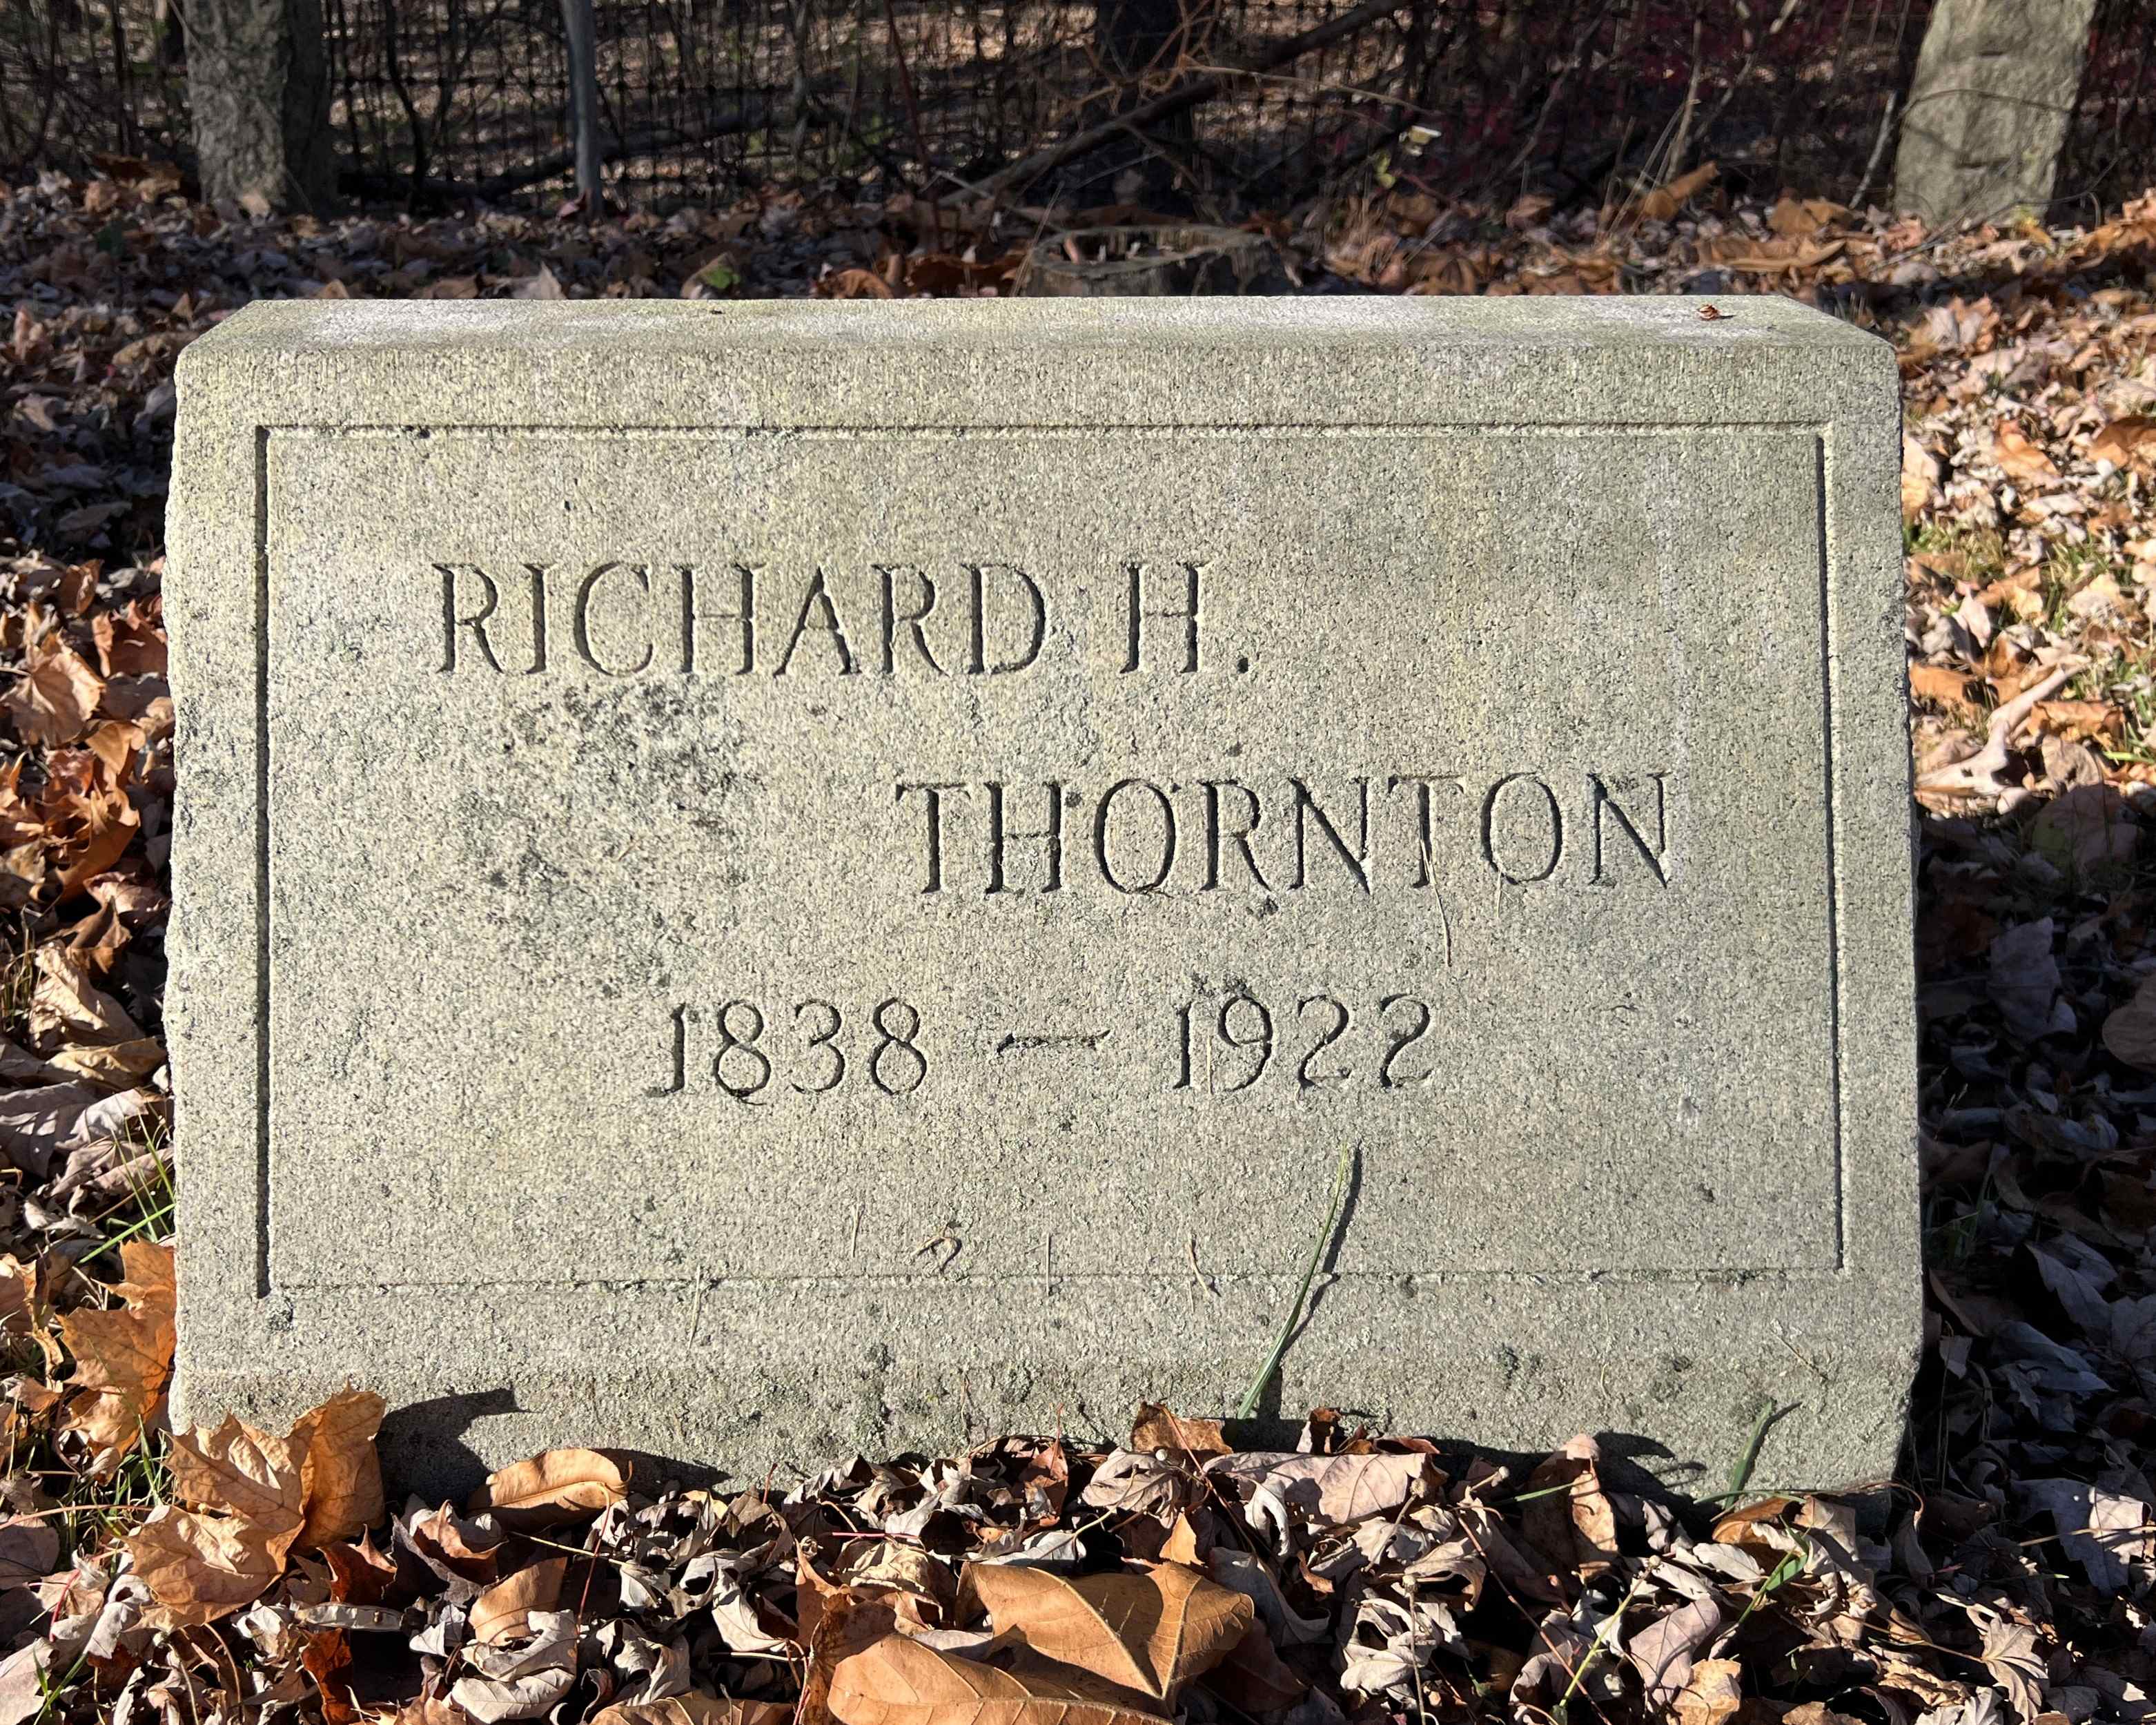 RICHARD H.
THORNTON
1838 — 1922